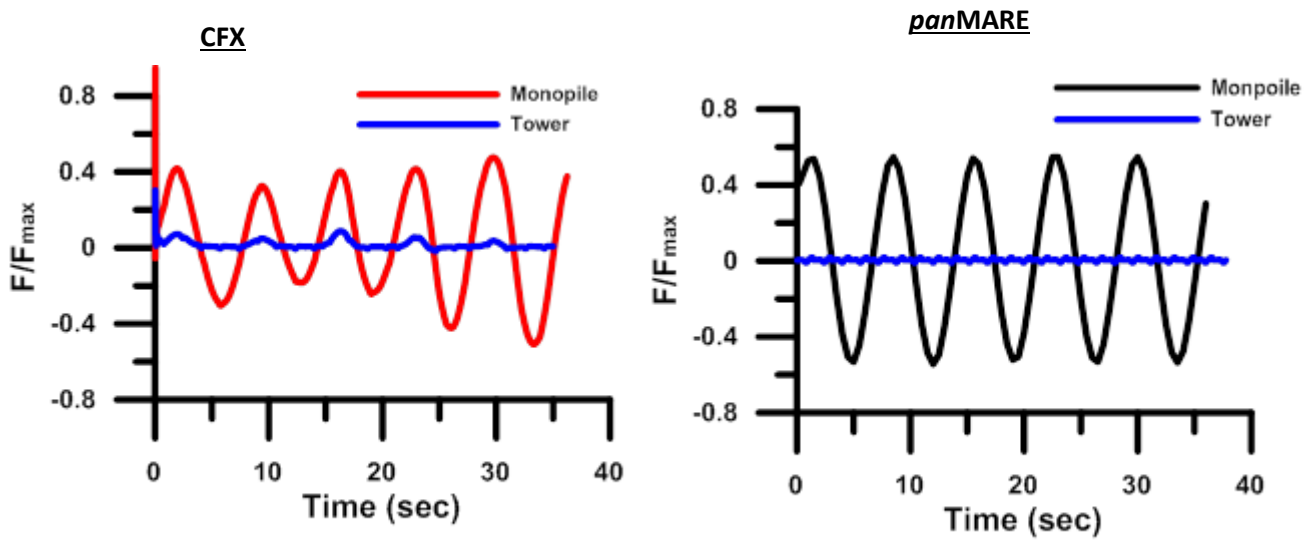 CFX
Monopile
Tower
0.8
0.4
0
-0.4
-0.8
F/Fmax
0 10 20 30 40
Time (sec)
panMARE
Monpoile
Tower
0.8
0.4
0
-0.4
-0.8
F/Fmax
0 10 20 30 40
Time (sec)